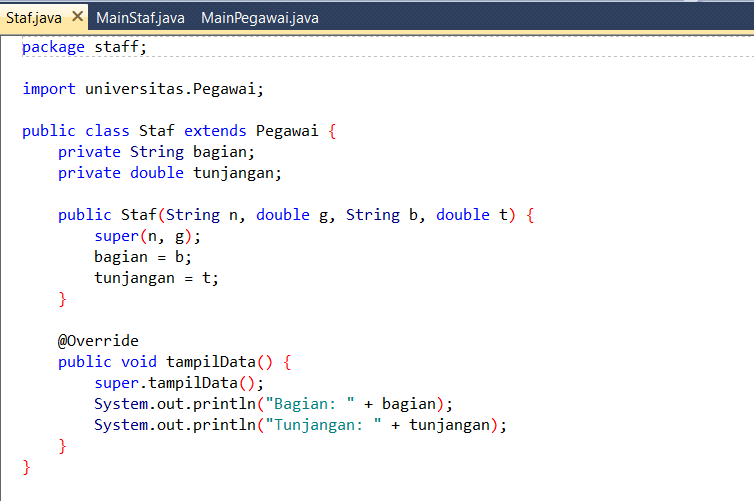 Staf.java MainStaf.java MainPegawai.java
package staff;
import universitas.Pegawai;
public class Staf extends Pegawai {
    private String bagian;
    private double tunjangan;
    public Staf(String n, double g, String b, double t) {
        super(n, g);
        bagian = b;
        tunjangan = t;
    }
    @Override
    public void tampilData() {
        super.tampilData();
        System.out.println("Bagian: " + bagian);
        System.out.println("Tunjangan: " + tunjangan);
    }
}